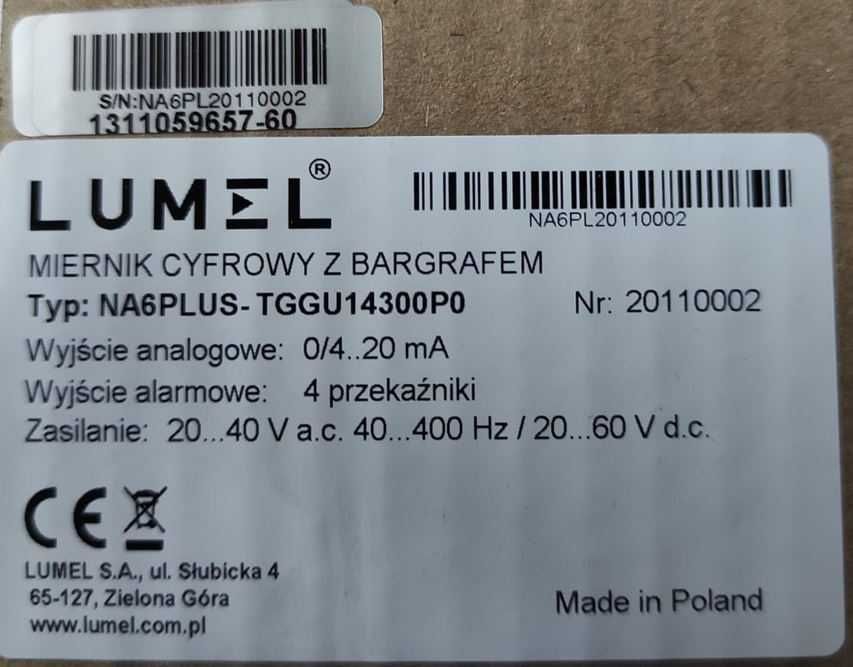 S/N:NA6PL20110002
1311059657-60
LUMEL®
NA6PL20110002
MIERNIK CYFROWY Z BARGRAFEM
Typ: NA6PLUS- TGGU14300P0 Nr: 20110002
Wyjście analogowe: 0/4..20 mA
Wyjście alarmowe: 4 przekaźniki
Zasilanie: 20...40 V a.c. 40...400 Hz / 20...60 V d.c.
CE
LUMEL S.A., ul. Słubicka 4
65-127, Zielona Góra
www.lumel.com.pl
Made in Poland